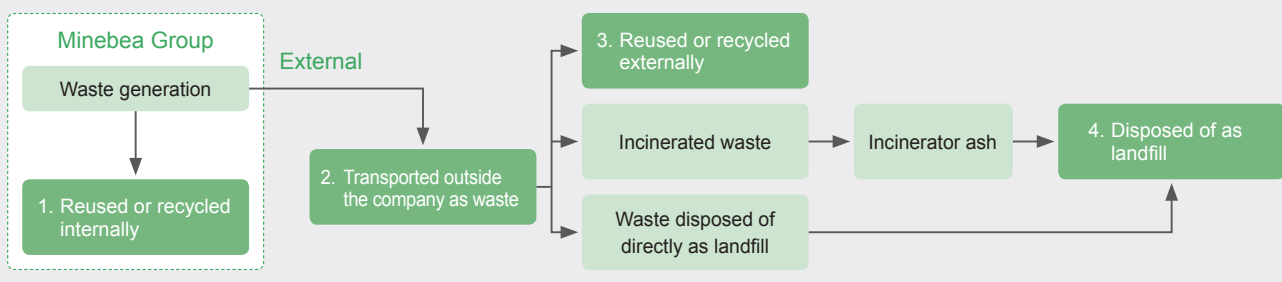 Minebea Group
Waste generation
1. Reused or recycled
internally
External
2. Transported outside
the company as waste
3. Reused or recycled
externally
Incinerated waste
Incinerator ash
4. Disposed of as
landfill
Waste disposed of
directly as landfill